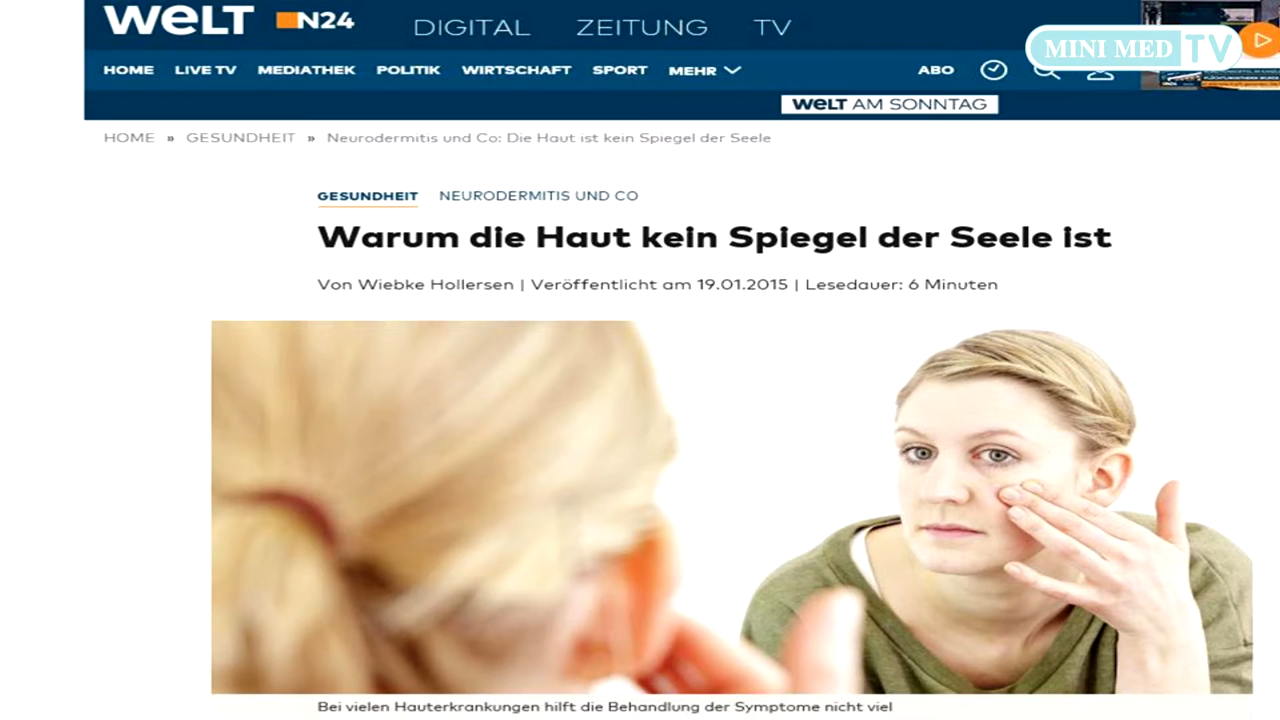 WELT N24 DIGITAL ZEITUNG TV
MINI MED TV
HOME LIVE TV MEDIATHEK POLITIK WIRTSCHAFT SPORT MEHR ABO
WELT AM SONNTAG
HOME » GESUNDHEIT » Neurodermitis und Co: Die Haut ist kein Spiegel der Seele
GESUNDHEIT NEURODERMITIS UND CO
Warum die Haut kein Spiegel der Seele ist
Von Wiebke Hollersen | Veröffentlicht am 19.01.2015 | Lesedauer: 6 Minuten
Bei vielen Hauterkrankungen hilft die Behandlung der Symptome nicht viel